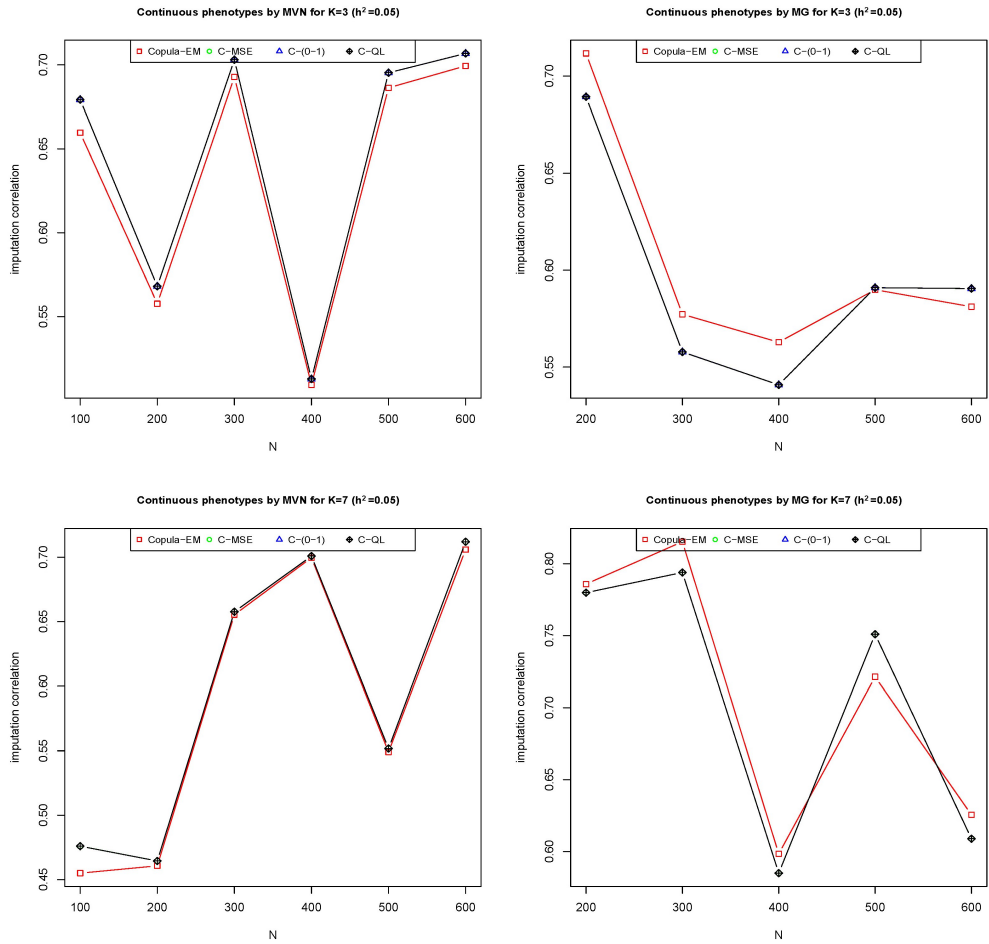 Continuous phenotypes by MVN for K=3 (h²=0.05)
Copula−EM C−MSE C−(0−1) C−QL
imputation correlation
0.70
0.65
0.60
0.55
100 200 300 400 500 600
N
Continuous phenotypes by MG for K=3 (h²=0.05)
Copula−EM C−MSE C−(0−1) C−QL
imputation correlation
0.70
0.65
0.60
0.55
200 300 400 500 600
N
Continuous phenotypes by MVN for K=7 (h²=0.05)
Copula−EM C−MSE C−(0−1) C−QL
imputation correlation
0.70
0.65
0.60
0.55
0.50
0.45
100 200 300 400 500 600
N
Continuous phenotypes by MG for K=7 (h²=0.05)
Copula−EM C−MSE C−(0−1) C−QL
imputation correlation
0.80
0.75
0.70
0.65
0.60
200 300 400 500 600
N